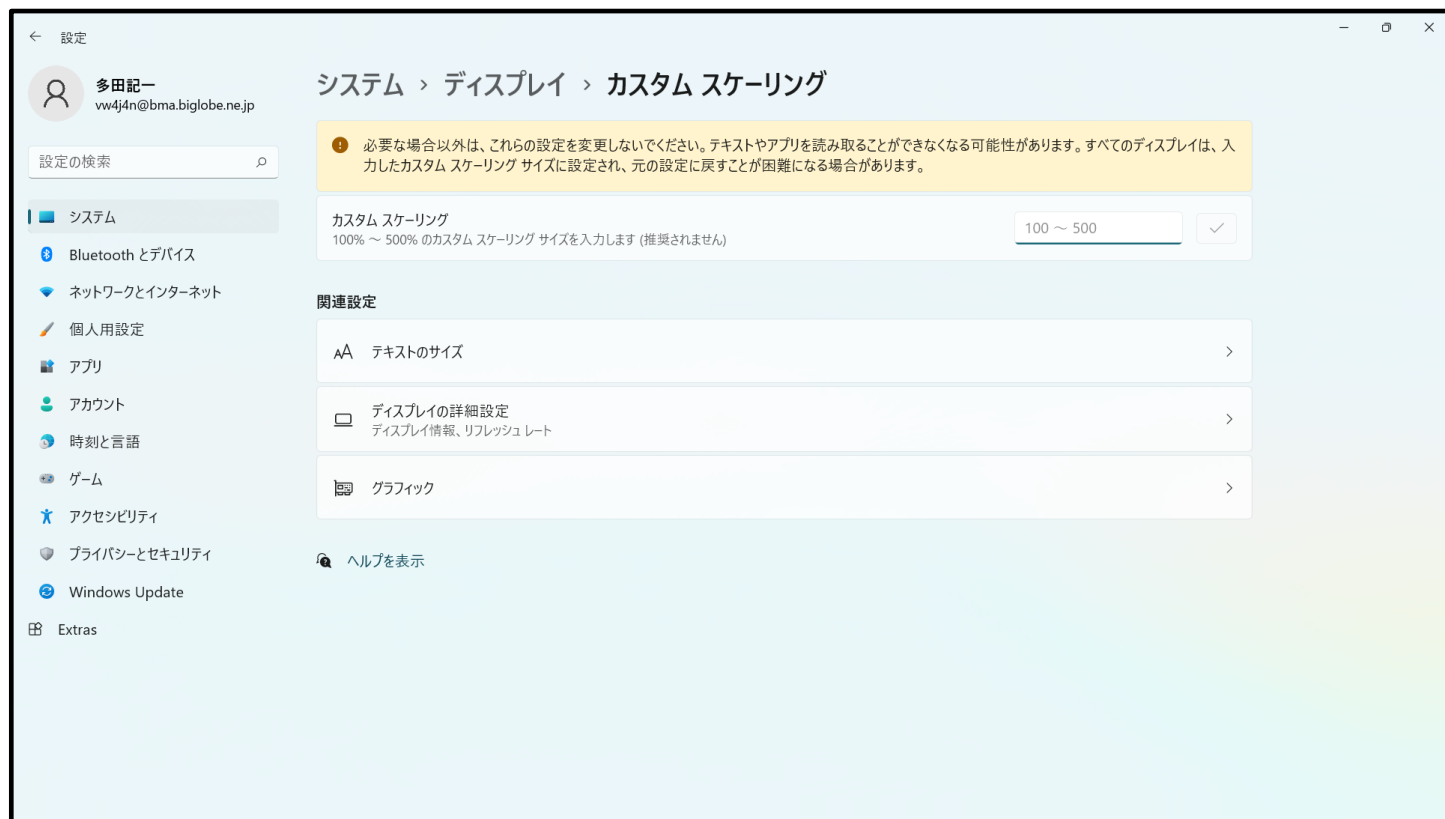 設定
多田記一
vw4j4n@bma.biglobe.ne.jp
設定の検索
システム
Bluetooth とデバイス
ネットワークとインターネット
個人用設定
アプリ
アカウント
時刻と言語
ゲーム
アクセシビリティ
プライバシーとセキュリティ
Windows Update
Extras
システム › ディスプレイ › カスタム スケーリング
必要な場合以外は、これらの設定を変更しないでください。テキストやアプリを読み取ることができなくなる可能性があります。すべてのディスプレイは、入
力したカスタム スケーリング サイズに設定され、元の設定に戻すことが困難になる場合があります。
カスタム スケーリング
100% ～ 500% のカスタム スケーリング サイズを入力します (推奨されません)
100 ～ 500
関連設定
テキストのサイズ
ディスプレイの詳細設定
ディスプレイ情報、リフレッシュ レート
グラフィック
ヘルプを表示